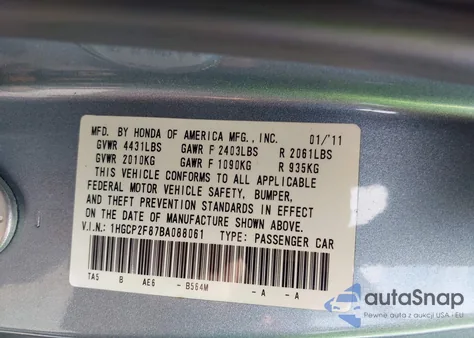 MFD. BY HONDA OF AMERICA MFG., INC. 01/'11
GVWR 4431LBS GAWR F 2403LBS R 2061LBS
GVWR 2010KG GAWR F 1090KG R 935KG
THIS VEHICLE CONFORMS TO ALL APPLICABLE
FEDERAL MOTOR VEHICLE SAFETY, BUMPER,
AND THEFT PREVENTION STANDARDS IN EFFECT
ON THE DATE OF MANUFACTURE SHOWN ABOVE.
V.I.N: 1HGCP2F87BA088061 TYPE: PASSENGER CAR
TA5 B AE6 - B564M - A - A
autoSnap
Pewne auta z aukcji USA i EU